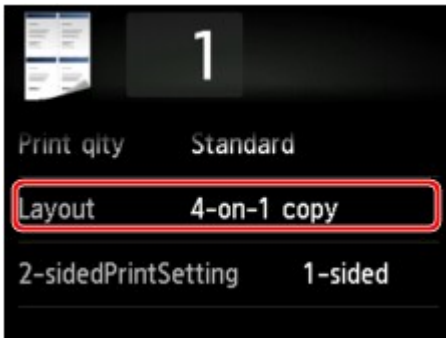 1
Print qlty Standard
Layout 4-on-1 copy
2-sidedPrintSetting 1-sided